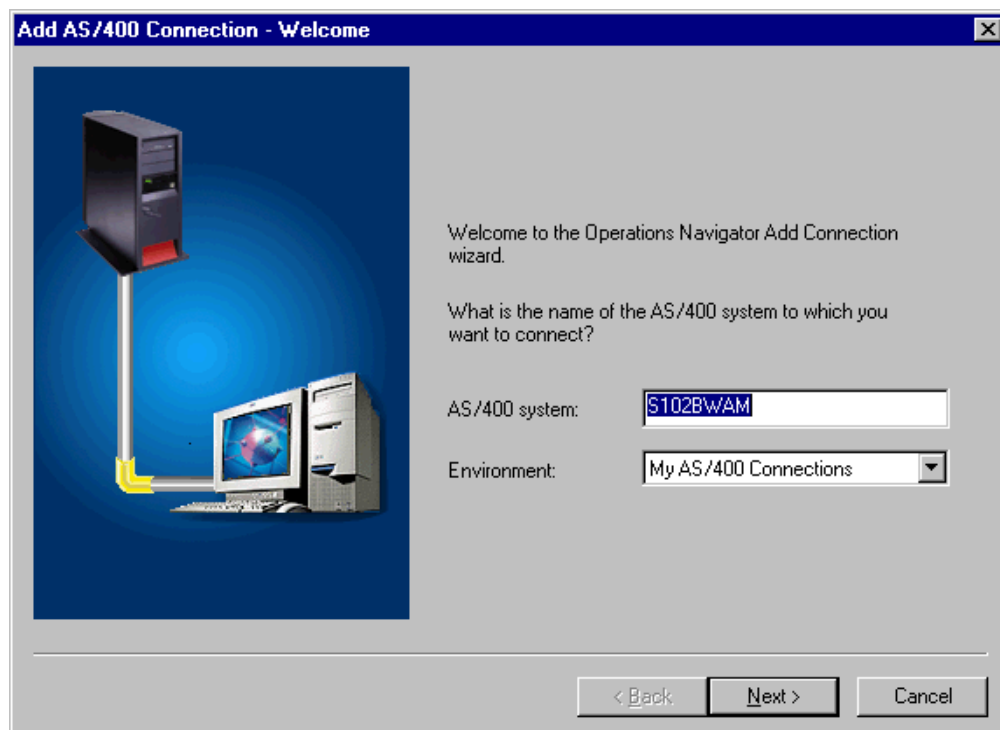 Add AS/400 Connection - Welcome
Welcome to the Operations Navigator Add Connection
wizard.
What is the name of the AS/400 system to which you
want to connect?
AS/400 system:
S102BWAM
Environment:
My AS/400 Connections
< Back
Next >
Cancel